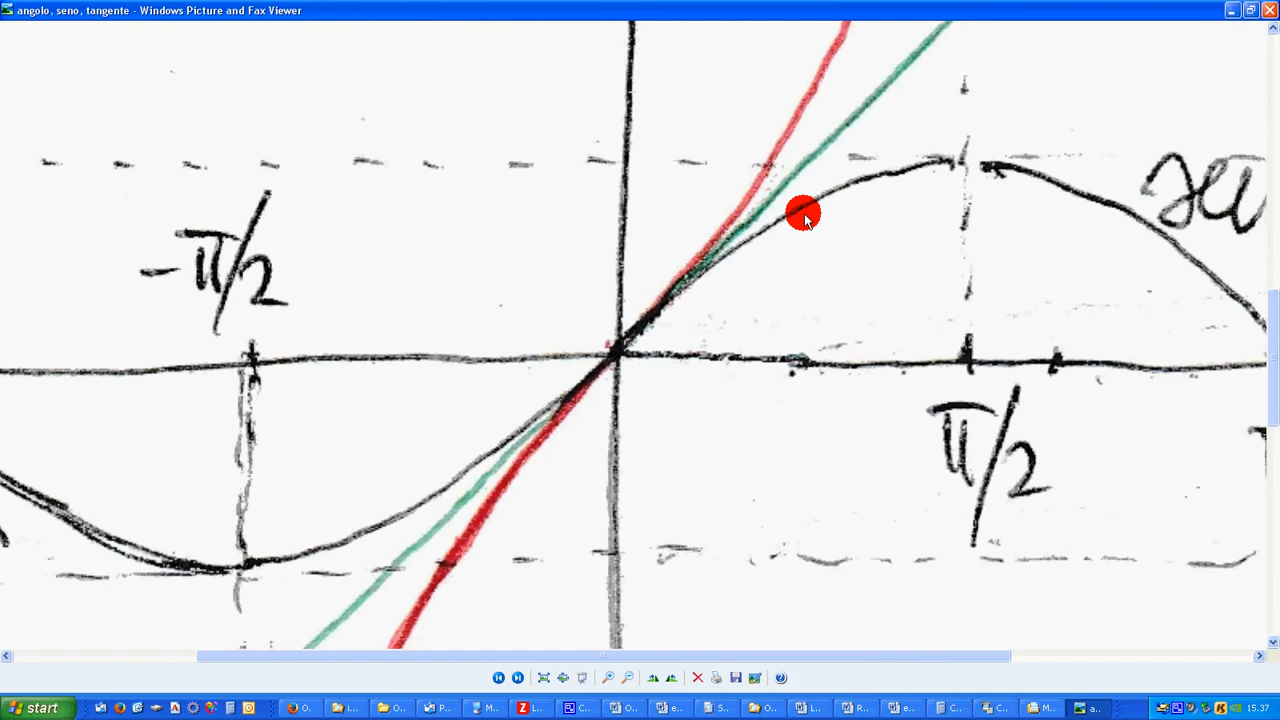 angolo, seno, tangente - Windows Picture and Fax Viewer
-π/2
π/2
start
O.
I..
O.
P..
M..
L..
C..
O..
e..
S..
O..
L..
R..
e..
C..
C..
M..
a..
15.37